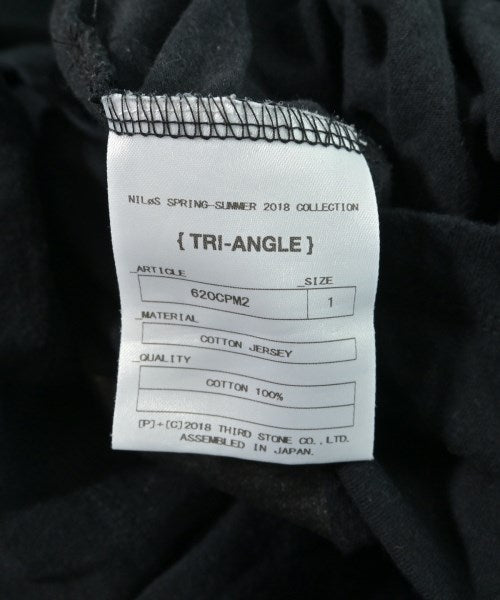 NILøS SPRING-SUMMER 2018 COLLECTION
{ TRI-ANGLE }
_ARTICLE _SIZE
620CPM2 1
_MATERIAL
COTTON JERSEY
_QUALITY
COTTON 100%
[P]+[C]2018 THIRD STONE CO.,LTD.
ASSEMBLED IN JAPAN.